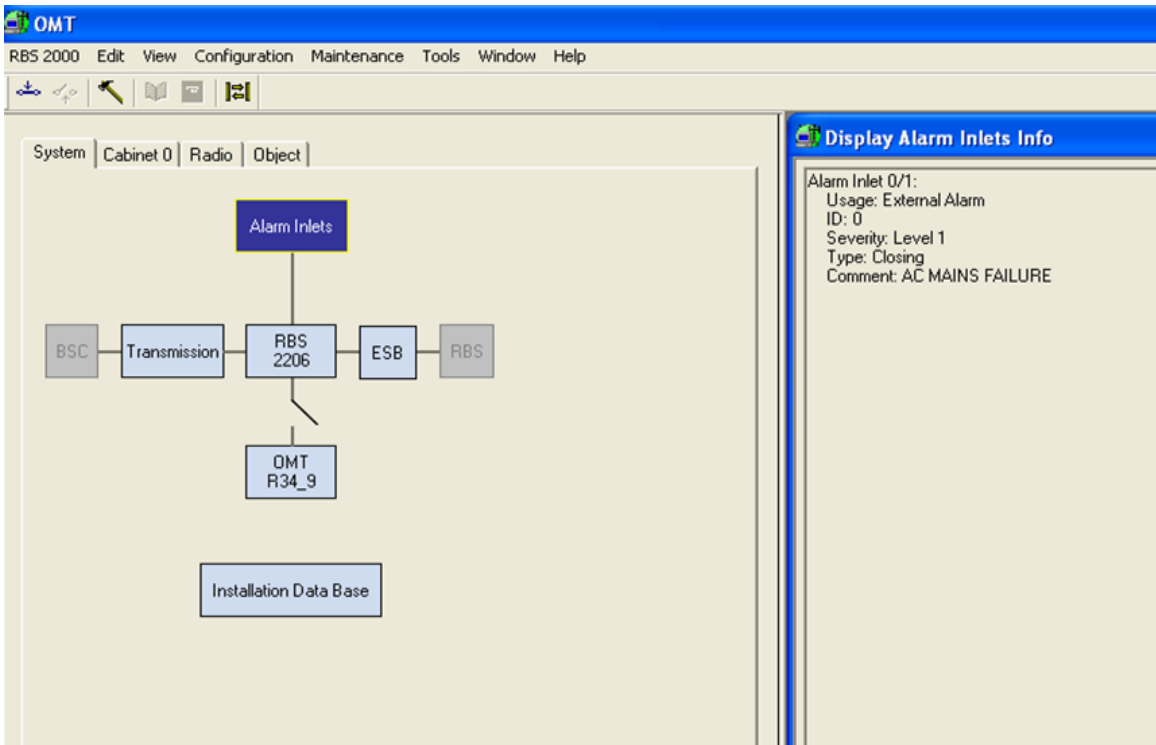 OMT
RBS 2000 Edit View Configuration Maintenance Tools Window Help
System Cabinet 0 Radio Object
Alarm Inlets
BSC
Transmission
RBS
2206
ESB
RBS
OMT
R34_9
Installation Data Base
Display Alarm Inlets Info
Alarm Inlet 0/1:
Usage: External Alarm
ID: 0
Severity: Level 1
Type: Closing
Comment: AC MAINS FAILURE